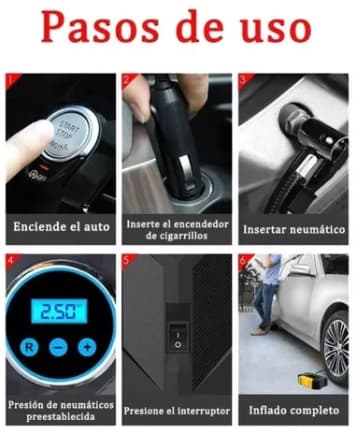 Pasos de uso
1
START
STOP
ENGINE
OFF
Enciende el auto
2
Inserte el encendedor
de cigarrillos
3
Insertar neumático
4
2.50
R − +
Presión de neumáticos
preestablecida
5
Presione el interruptor
6
Inflado completo